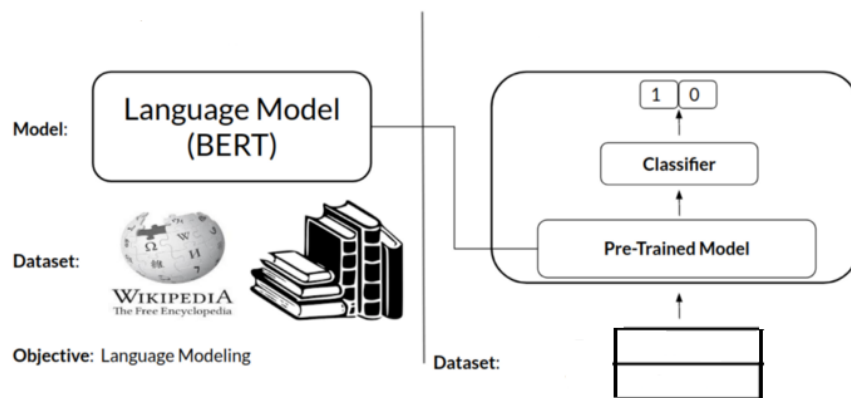 Model:
Language Model
(BERT)
Dataset:
WIKIPEDIA
The Free Encyclopedia
Objective: Language Modeling
1 0
Classifier
Pre-Trained Model
Dataset: